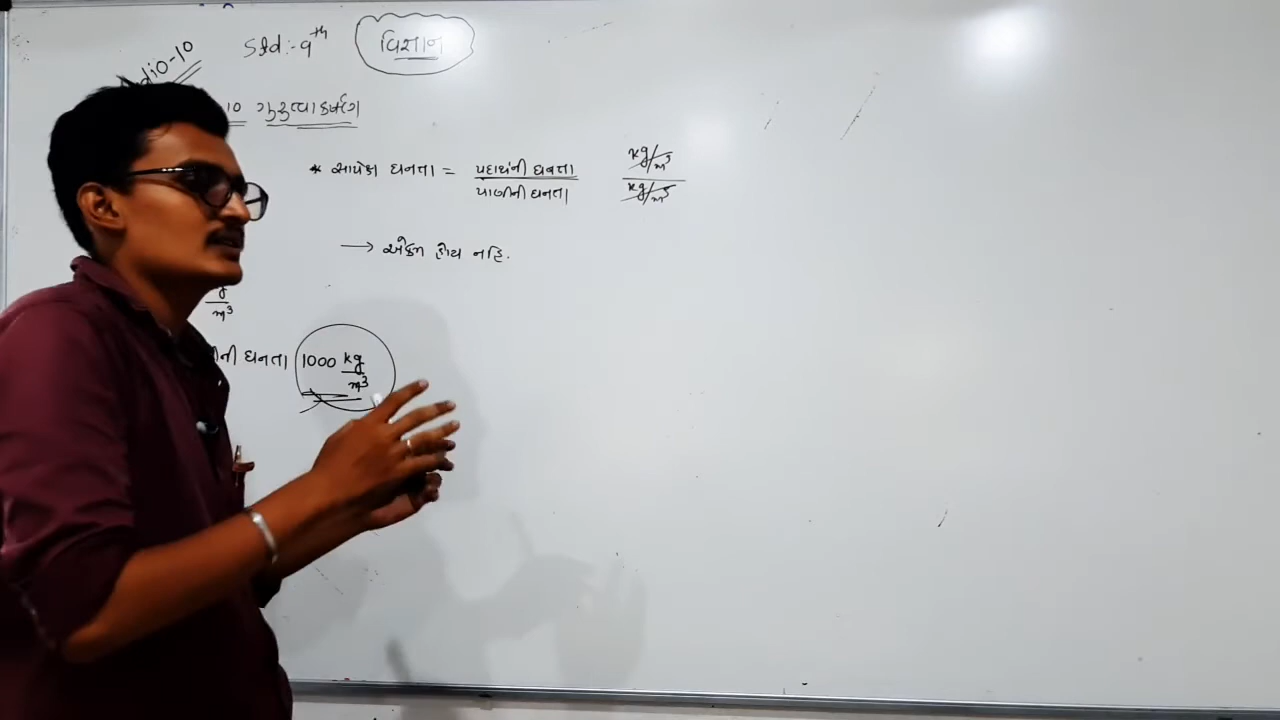 Std:-9th
વિજ્ઞાન
10 ગુરુત્વાકર્ષણ
* સાપેક્ષ ઘનતા = પદાર્થની ઘનતા kg/m³
પાણીની ઘનતા kg/m³
→ એકમ હોય નહિ.
m³
ની ઘનતા 1000 kg
m³